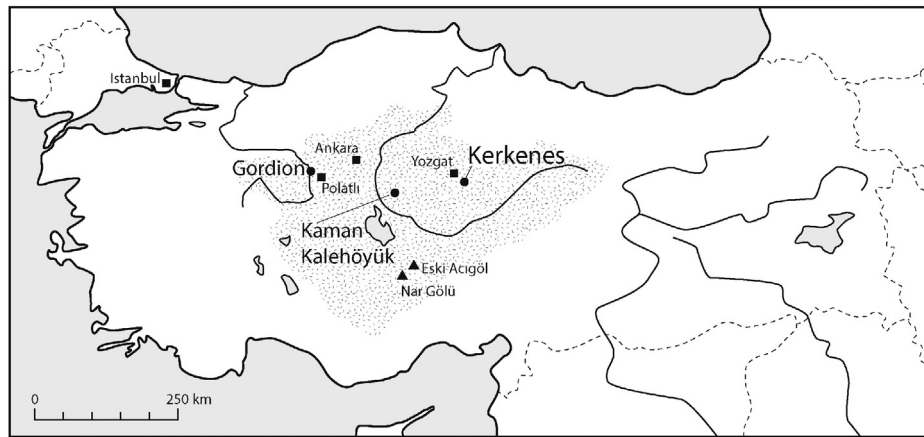 Istanbul
Ankara
Gordion
Polatlı
Yozgat
Kerkenes
Kaman
Kalehöyük
Eski Acıgöl
Nar Gölü
0
250 km